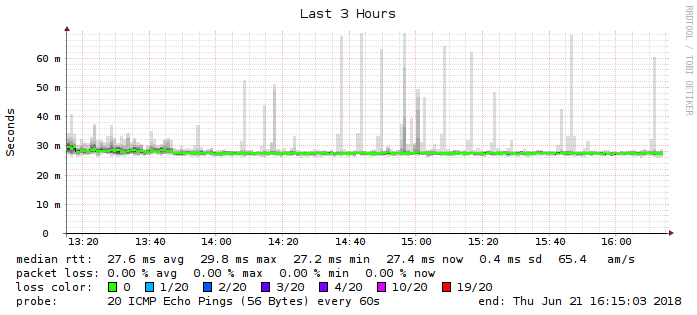 Last 3 Hours
RRDTOOL / TOBI OETIKER
Seconds
60 m
50 m
40 m
30 m
20 m
10 m
0
13:20 13:40 14:00 14:20 14:40 15:00 15:20 15:40 16:00
median rtt: 27.6 ms avg 29.8 ms max 27.2 ms min 27.4 ms now 0.4 ms sd 65.4 am/s
packet loss: 0.00 % avg 0.00 % max 0.00 % min 0.00 % now
loss color: 0 1/20 2/20 3/20 4/20 10/20 19/20
probe: 20 ICMP Echo Pings (56 Bytes) every 60s end: Thu Jun 21 16:15:03 2018